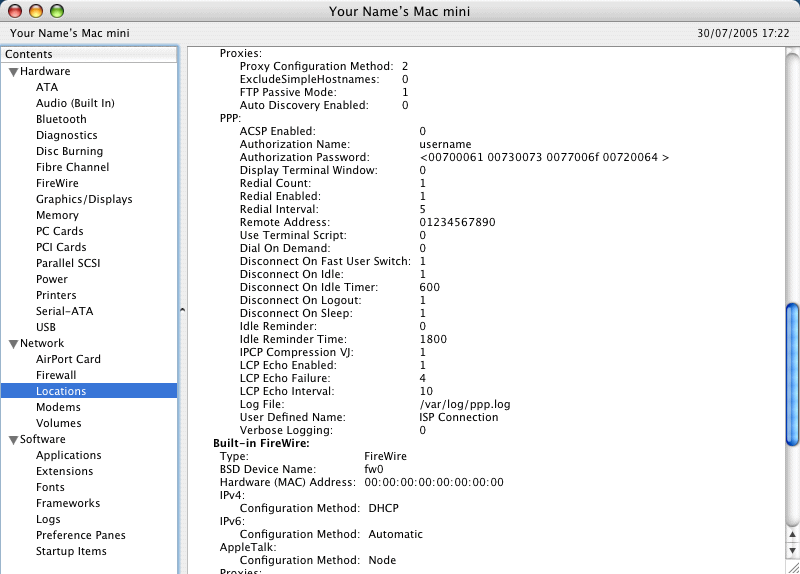 Your Name's Mac mini
Your Name's Mac mini 30/07/2005 17:22
Contents
Hardware
ATA
Audio (Built In)
Bluetooth
Diagnostics
Disc Burning
Fibre Channel
FireWire
Graphics/Displays
Memory
PC Cards
PCI Cards
Parallel SCSI
Power
Printers
Serial-ATA
USB
Network
AirPort Card
Firewall
Locations
Modems
Volumes
Software
Applications
Extensions
Fonts
Frameworks
Logs
Preference Panes
Startup Items
Proxies:
Proxy Configuration Method: 2
ExcludeSimpleHostnames: 0
FTP Passive Mode: 1
Auto Discovery Enabled: 0
PPP:
ACSP Enabled: 0
Authorization Name: username
Authorization Password: <00700061 00730073 0077006f 00720064 >
Display Terminal Window: 0
Redial Count: 1
Redial Enabled: 1
Redial Interval: 5
Remote Address: 01234567890
Use Terminal Script: 0
Dial On Demand: 0
Disconnect On Fast User Switch: 1
Disconnect On Idle: 1
Disconnect On Idle Timer: 600
Disconnect On Logout: 1
Disconnect On Sleep: 1
Idle Reminder: 0
Idle Reminder Time: 1800
IPCP Compression VJ: 1
LCP Echo Enabled: 1
LCP Echo Failure: 4
LCP Echo Interval: 10
Log File: /var/log/ppp.log
User Defined Name: ISP Connection
Verbose Logging: 0
Built-in FireWire:
Type: FireWire
BSD Device Name: fw0
Hardware (MAC) Address: 00:00:00:00:00:00:00:00
IPv4:
Configuration Method: DHCP
IPv6:
Configuration Method: Automatic
AppleTalk:
Configuration Method: Node
Proxies: